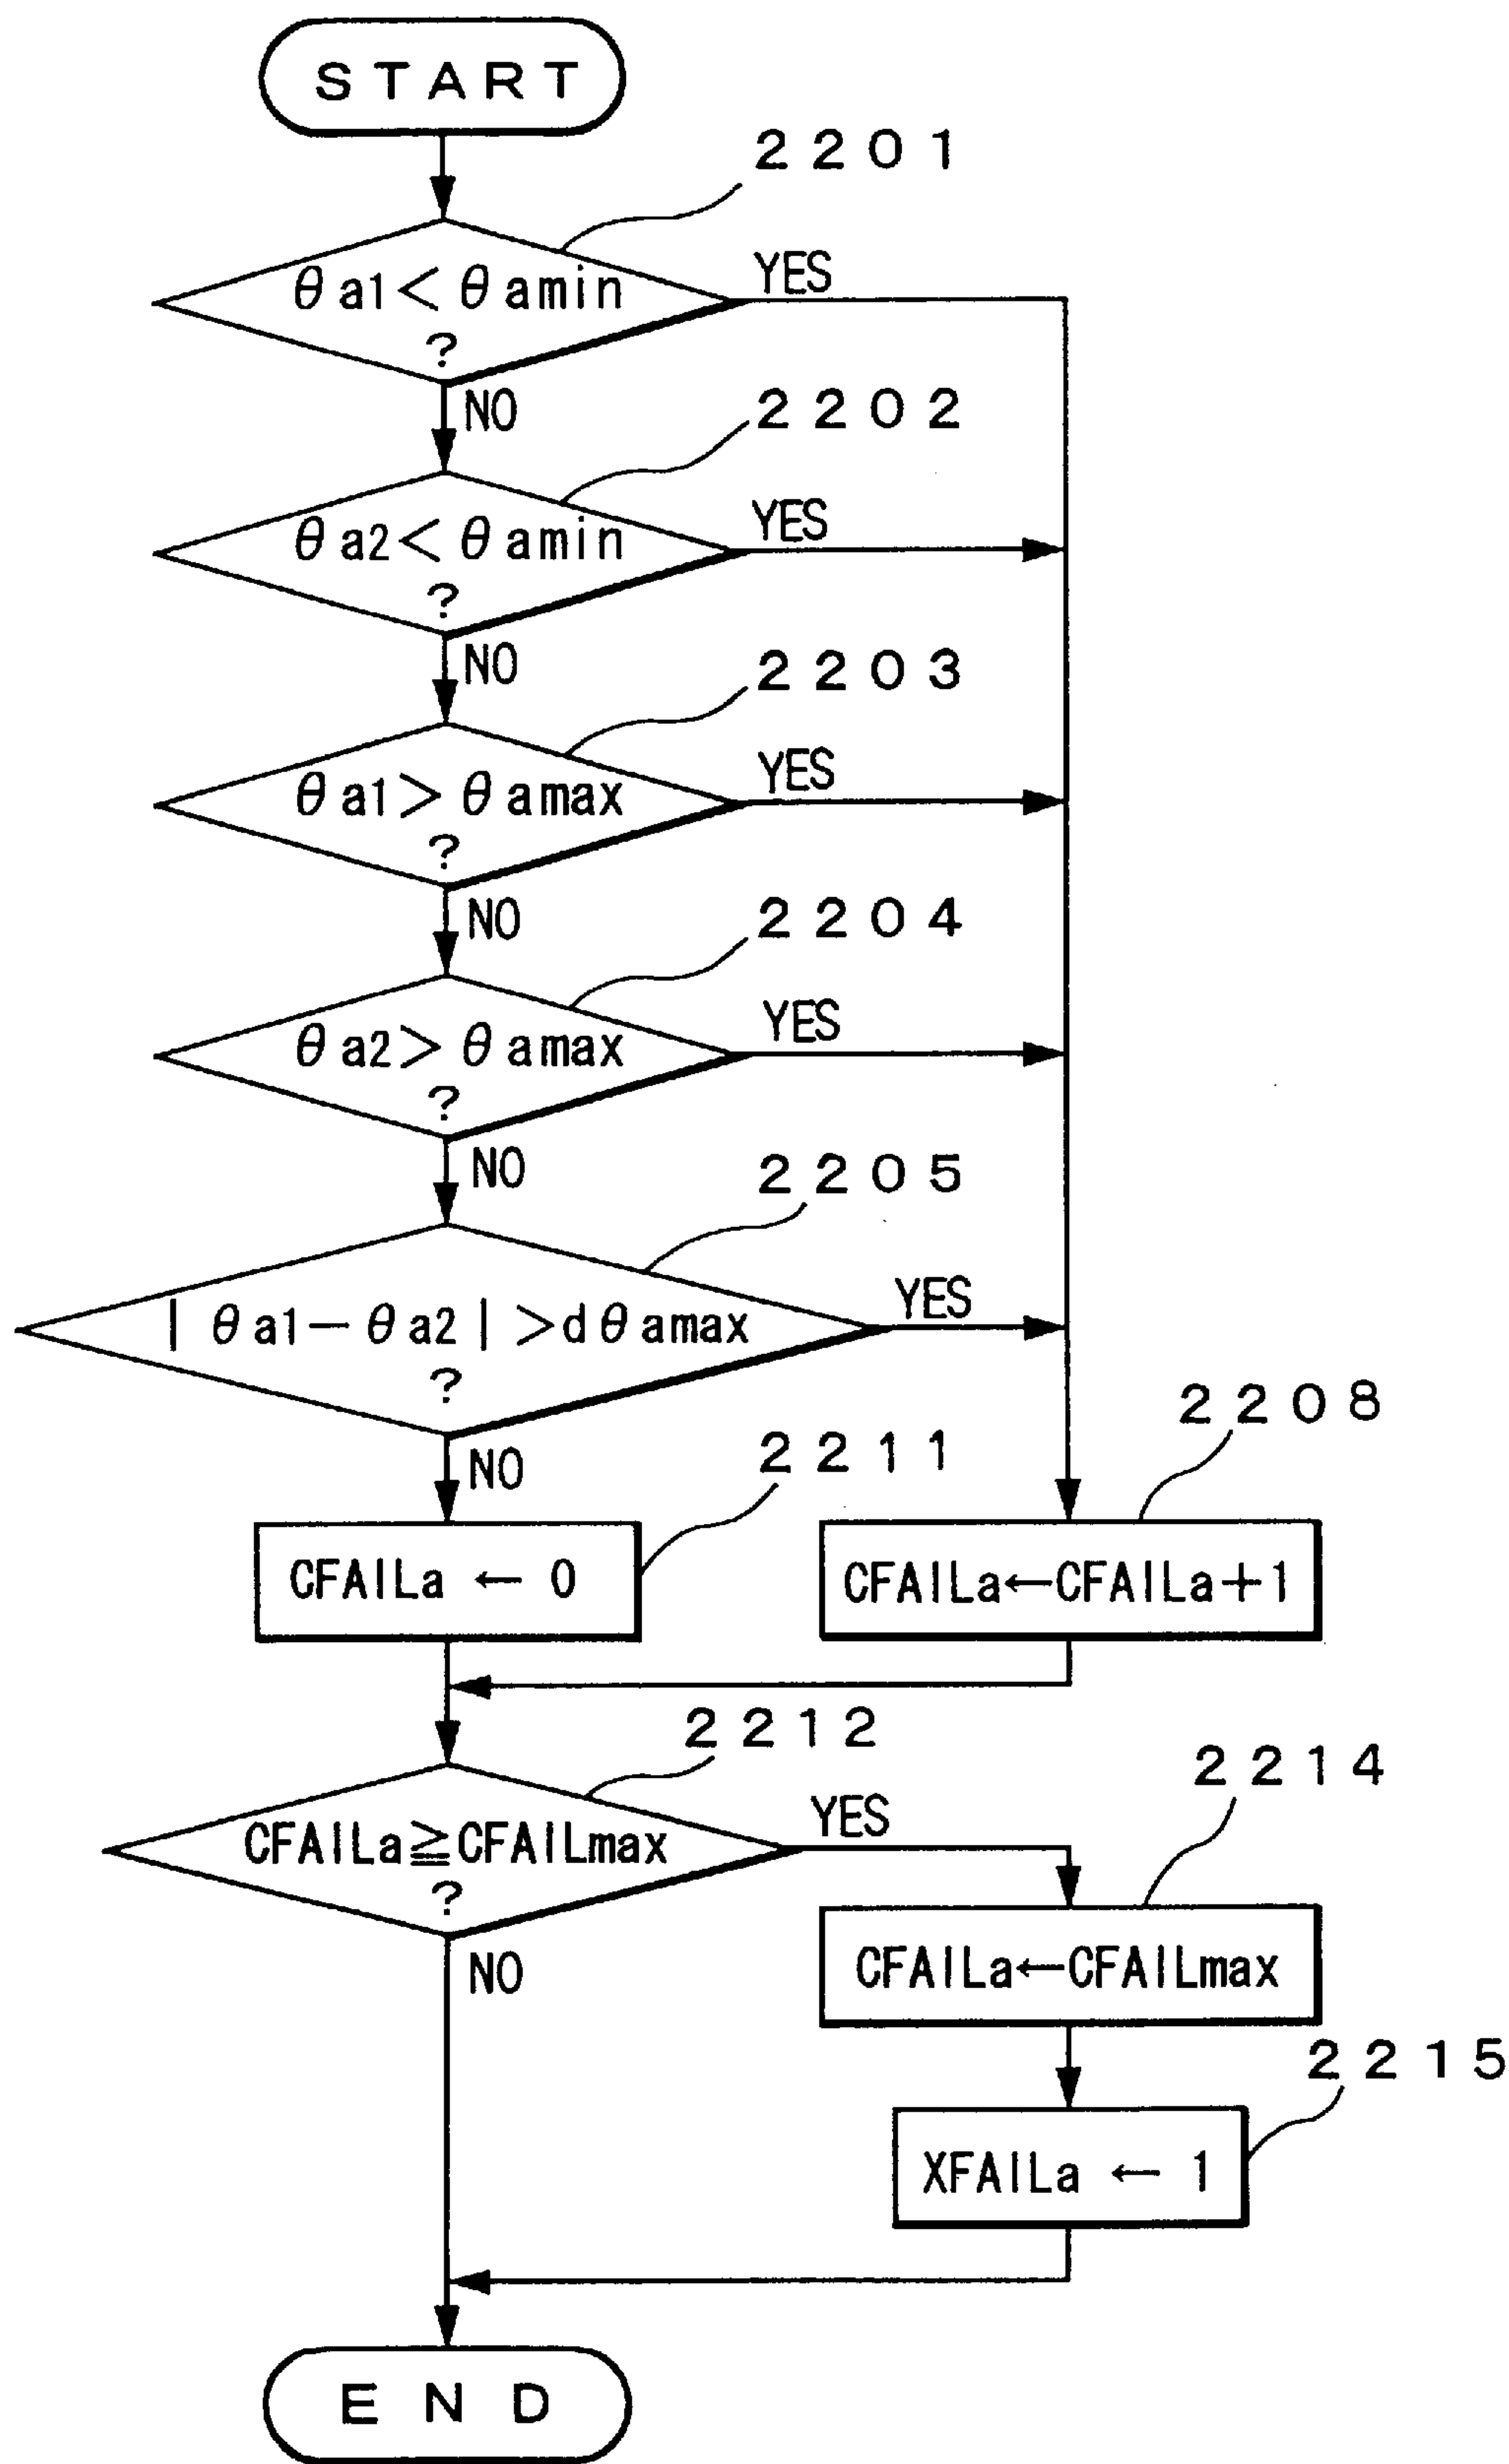 START
2201
θa1<θamin
?
YES
NO
2202
θa2<θamin
?
YES
NO
2203
θa1>θamax
?
YES
NO
2204
θa2>θamax
?
YES
NO
2205
|θa1-θa2|>dθamax
?
YES
NO
2211
2208
CFAILa ← 0
CFAILa←CFAILa+1
2212
CFAILa≧CFAILmax
?
YES
NO
2214
CFAILa←CFAILmax
2215
XFAILa ← 1
END